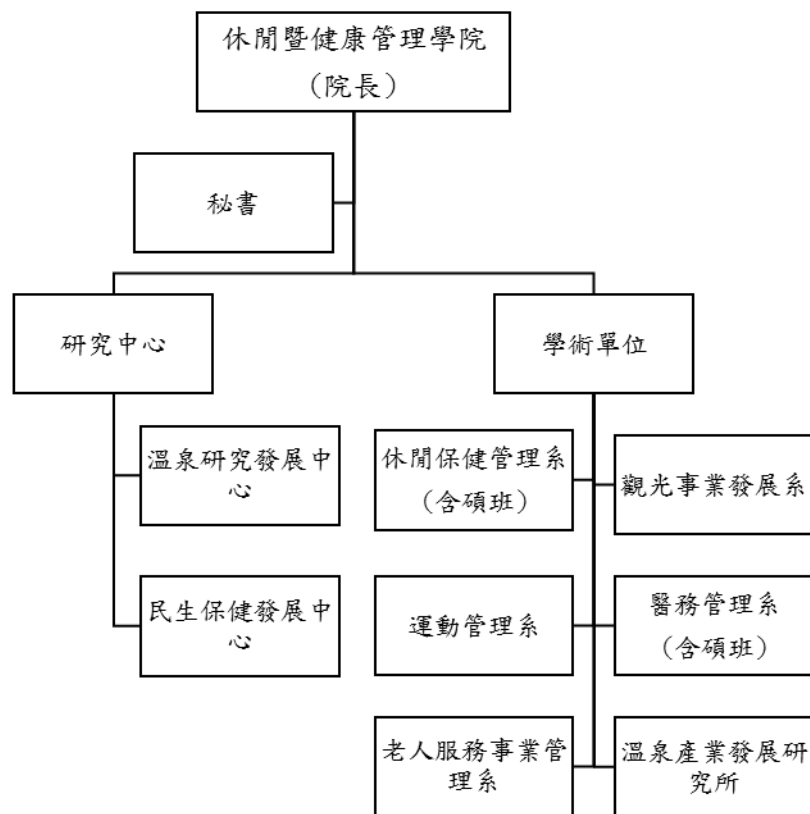 休閒暨健康管理學院
（院長）
秘書
研究中心
學術單位
溫泉研究發展中
心
休閒保健管理系
（含碩班）
觀光事業發展系
民生保健發展中
心
運動管理系
醫務管理系
（含碩班）
老人服務事業管
理系
溫泉產業發展研
究所